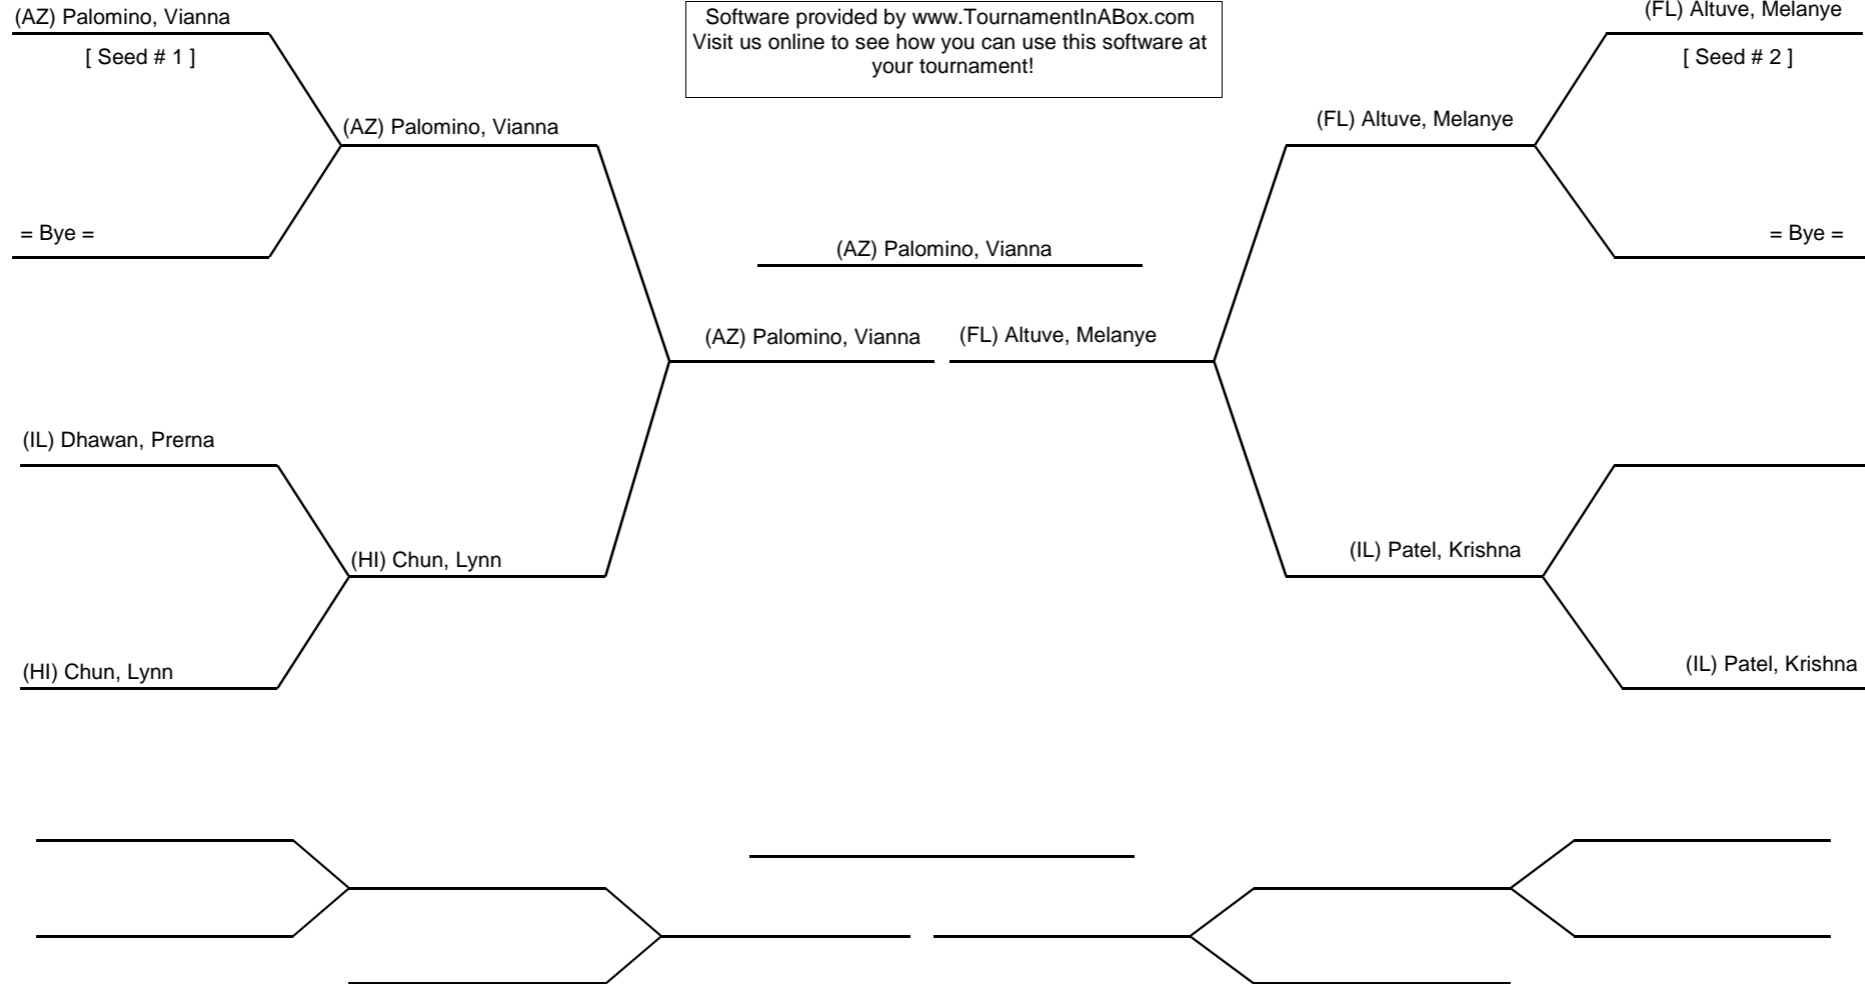 (AZ) Palomino, Vianna
[ Seed # 1 ]
Software provided by www.TournamentInABox.com
Visit us online to see how you can use this software at
your tournament!
(FL) Altuve, Melanye
[ Seed # 2 ]
(AZ) Palomino, Vianna
(FL) Altuve, Melanye
= Bye =
(AZ) Palomino, Vianna
= Bye =
(AZ) Palomino, Vianna
(FL) Altuve, Melanye
(IL) Dhawan, Prerna
(HI) Chun, Lynn
(IL) Patel, Krishna
(HI) Chun, Lynn
(IL) Patel, Krishna